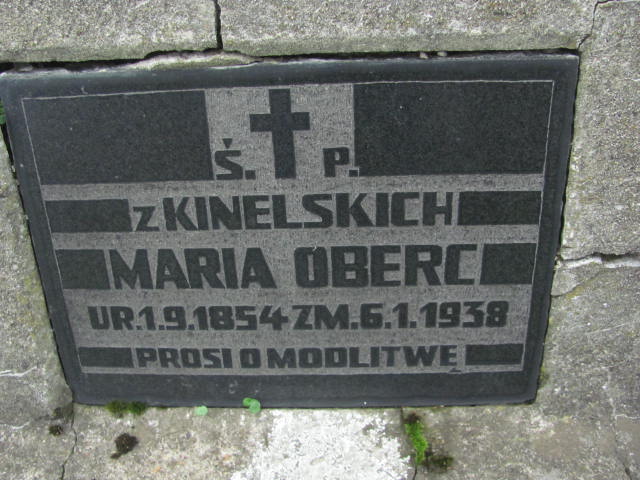 Ś. P.
z KINELSKICH
MARIA OBERC
UR.1.9.1854 ZM.6.1.1938
PROSI O MODLITWĘ